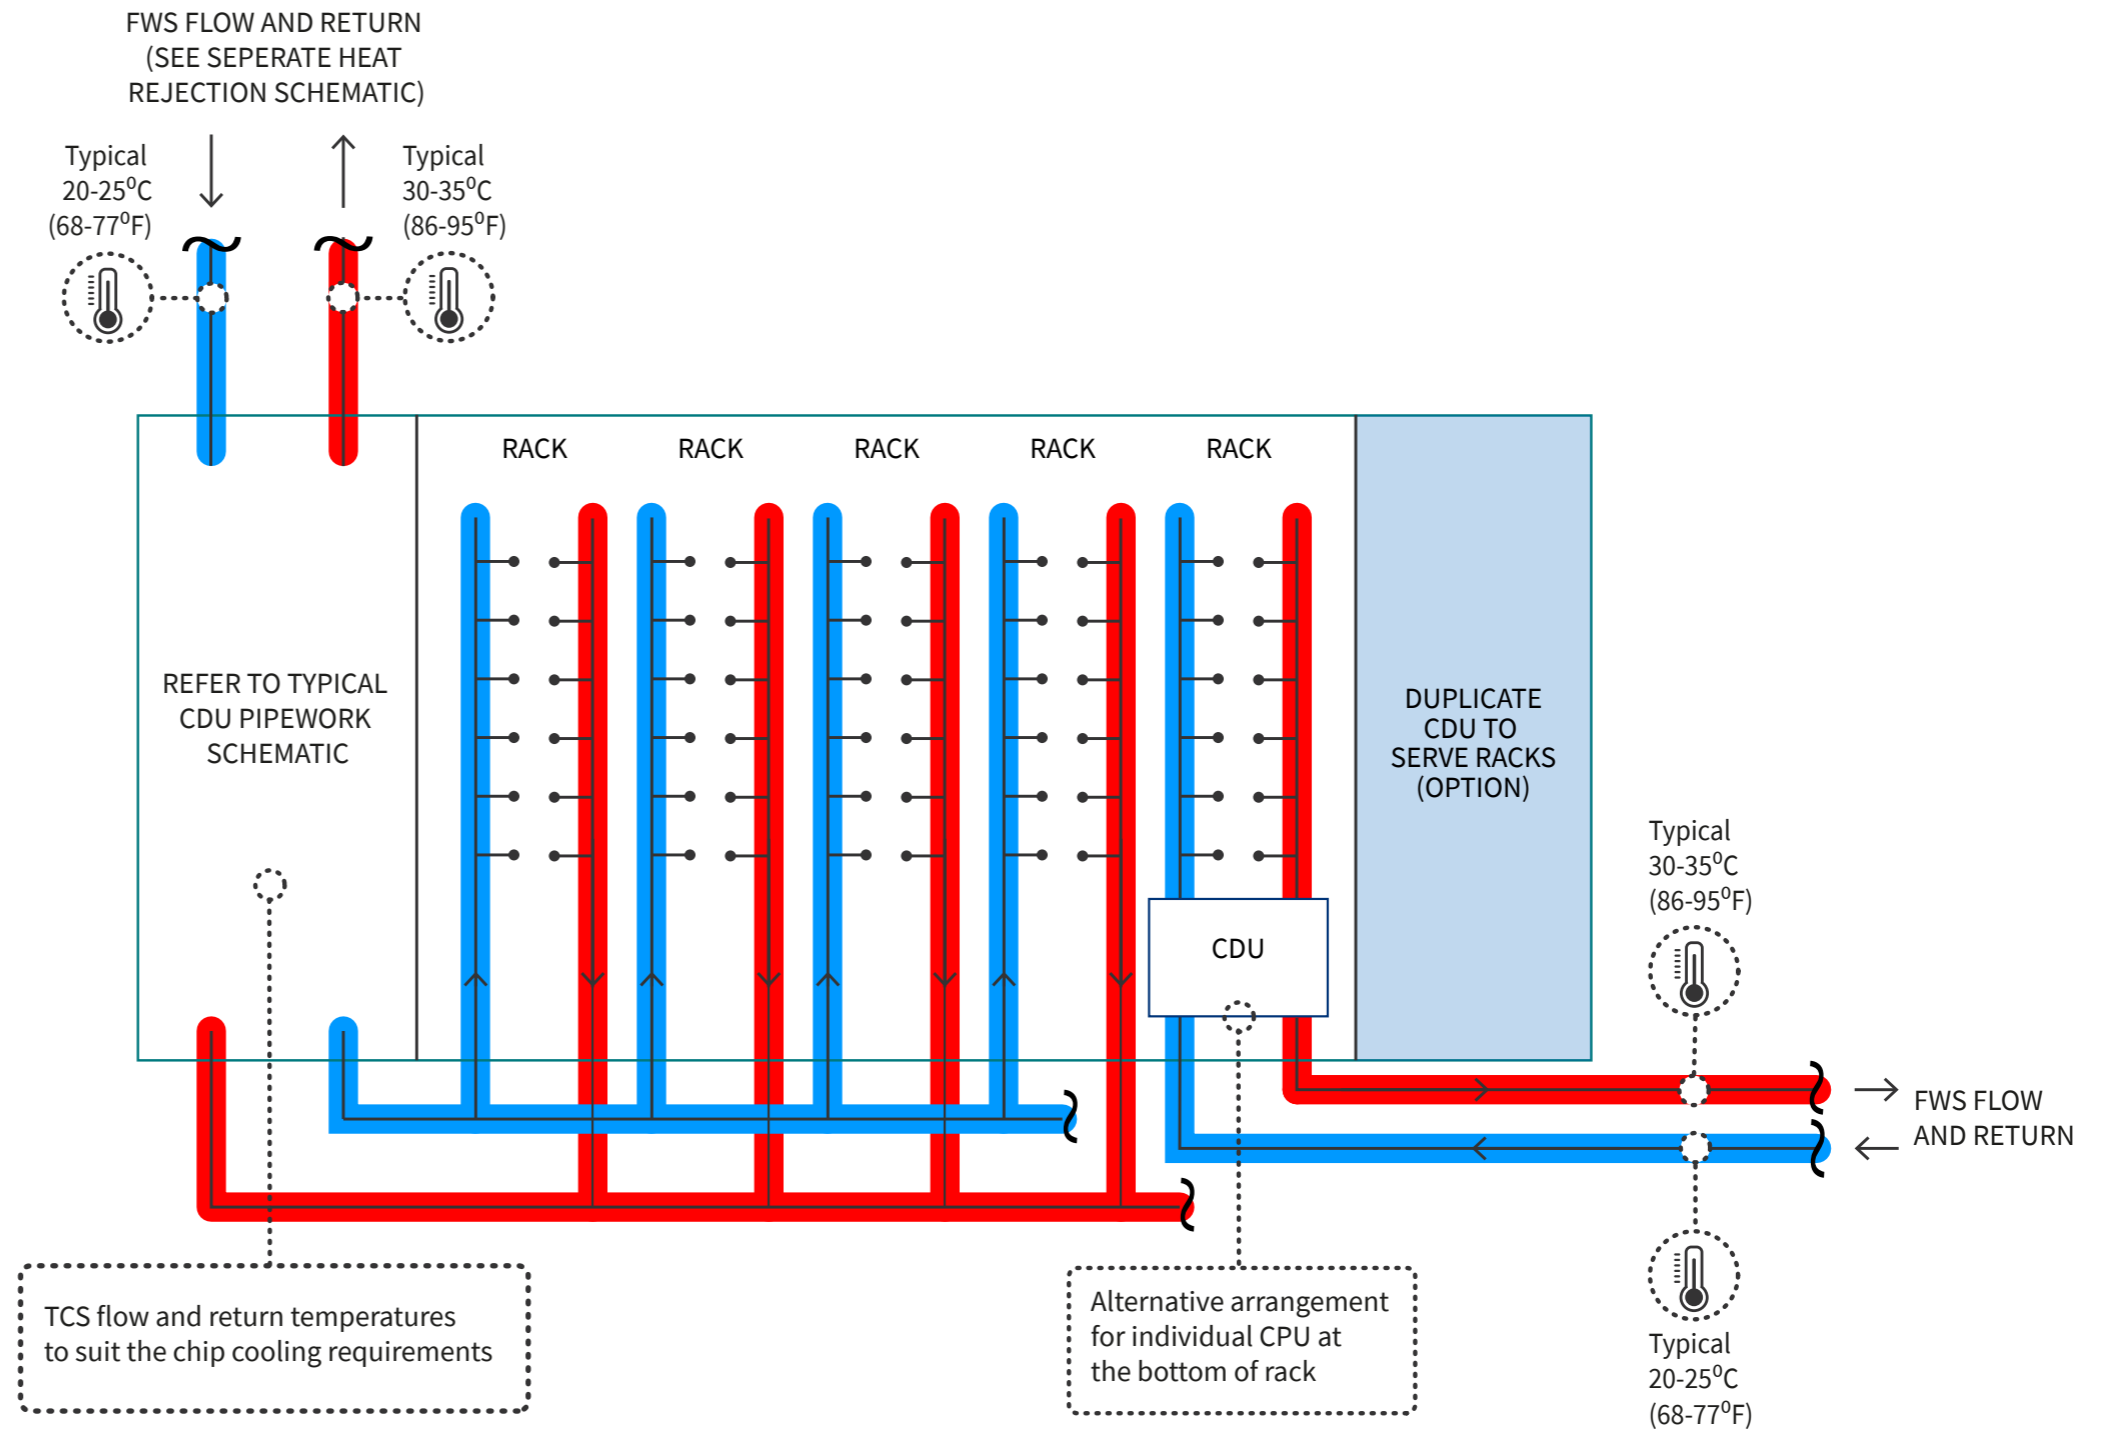 FWS FLOW AND RETURN
(SEE SEPERATE HEAT
REJECTION SCHEMATIC)
Typical
20-25⁰C
(68-77⁰F)
Typical
30-35⁰C
(86-95⁰F)
RACK
RACK
RACK
RACK
RACK
REFER TO TYPICAL
CDU PIPEWORK
SCHEMATIC
DUPLICATE
CDU TO
SERVE RACKS
(OPTION)
CDU
Typical
30-35⁰C
(86-95⁰F)
FWS FLOW
AND RETURN
Typical
20-25⁰C
(68-77⁰F)
TCS flow and return temperatures
to suit the chip cooling requirements
Alternative arrangement
for individual CPU at
the bottom of rack